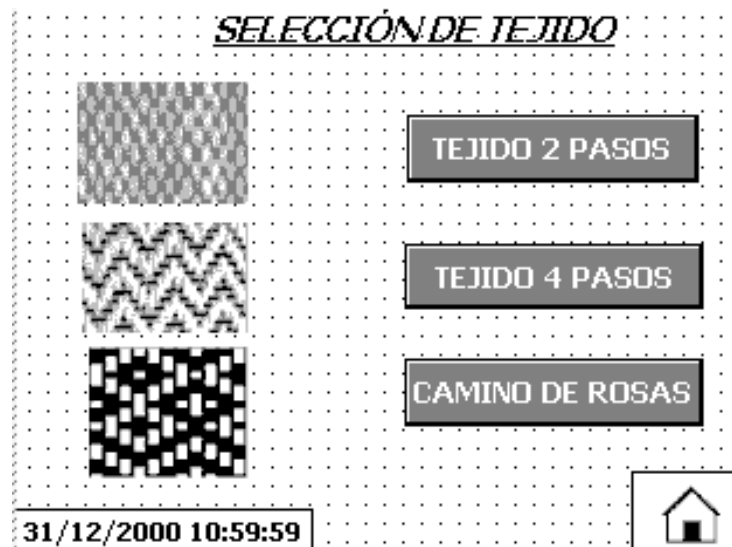 SELECCIÓN DE TEJIDO
TEJIDO 2 PASOS
TEJIDO 4 PASOS
CAMINO DE ROSAS
31/12/2000 10:59:59